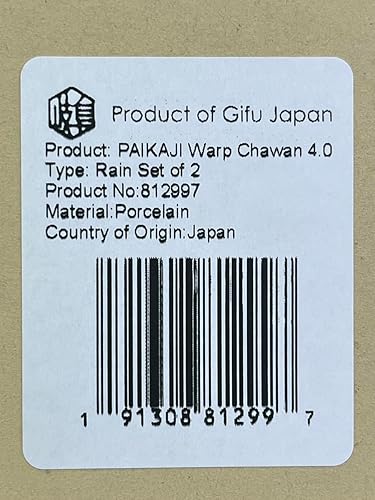 Product of Gifu Japan
Product: PAIKAJI Warp Chawan 4.0
Type: Rain Set of 2
Product No:812997
Material:Porcelain
Country of Origin:Japan
1 91308 81299 7